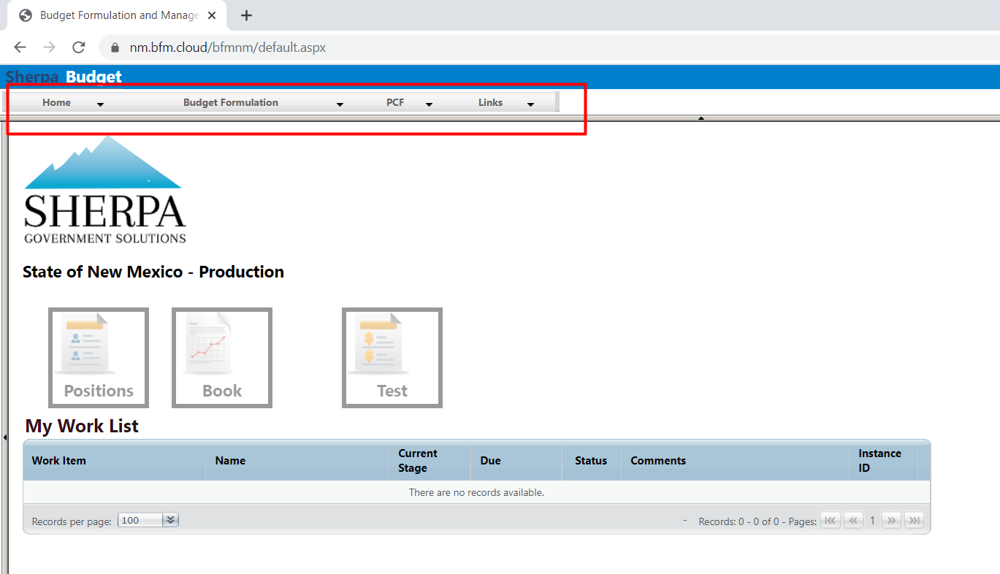 Budget Formulation and Manage
nm.bfm.cloud/bfmnm/default.aspx
Sherpa Budget
Home Budget Formulation PCF Links
SHERPA
GOVERNMENT SOLUTIONS
State of New Mexico - Production
Positions Book Test
My Work List
Work Item Name Current Stage Due Status Comments Instance ID
There are no records available.
Records per page: 100 - Records: 0 - 0 of 0 - Pages: 1